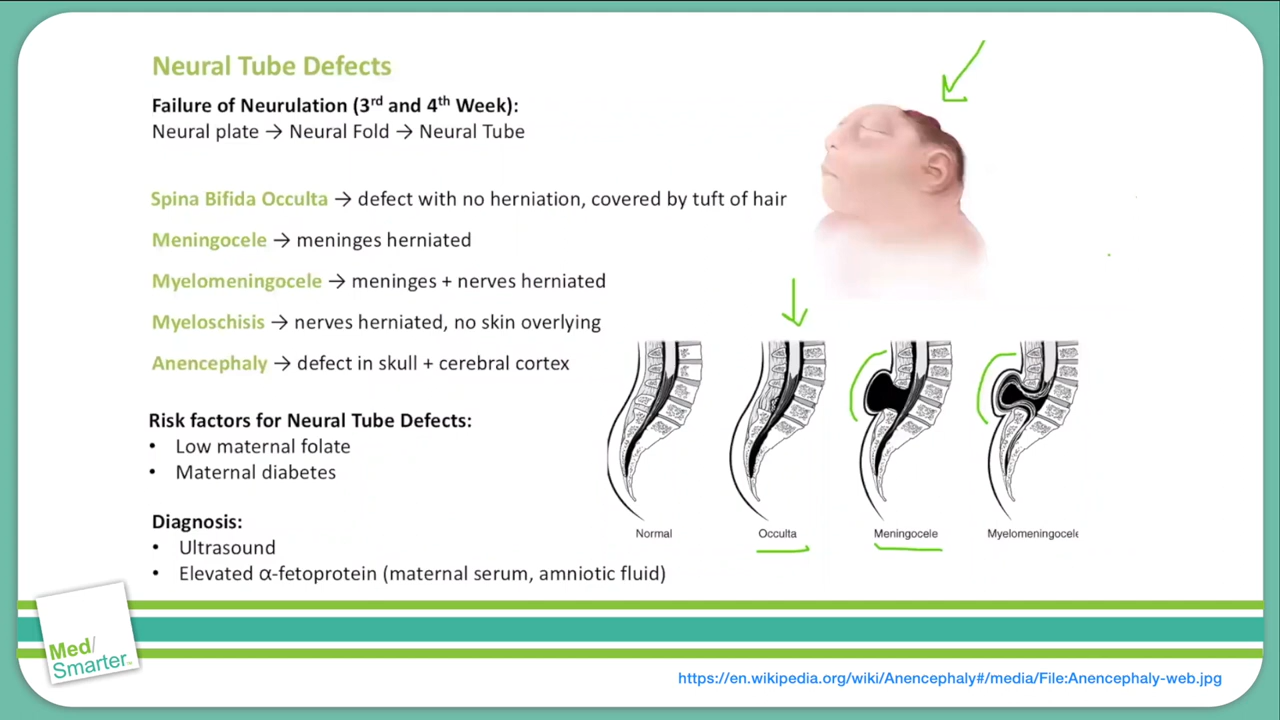 Neural Tube Defects
Failure of Neurulation (3rd and 4th Week):
Neural plate → Neural Fold → Neural Tube
Spina Bifida Occulta → defect with no herniation, covered by tuft of hair
Meningocele → meninges herniated
Myelomeningocele → meninges + nerves herniated
Myeloschisis → nerves herniated, no skin overlying
Anencephaly → defect in skull + cerebral cortex
Risk factors for Neural Tube Defects:
• Low maternal folate
• Maternal diabetes
Diagnosis:
• Ultrasound
• Elevated α-fetoprotein (maternal serum, amniotic fluid)
Normal
Occulta
Meningocele
Myelomeningocele
Med/
Smarter™
https://en.wikipedia.org/wiki/Anencephaly#/media/File:Anencephaly-web.jpg